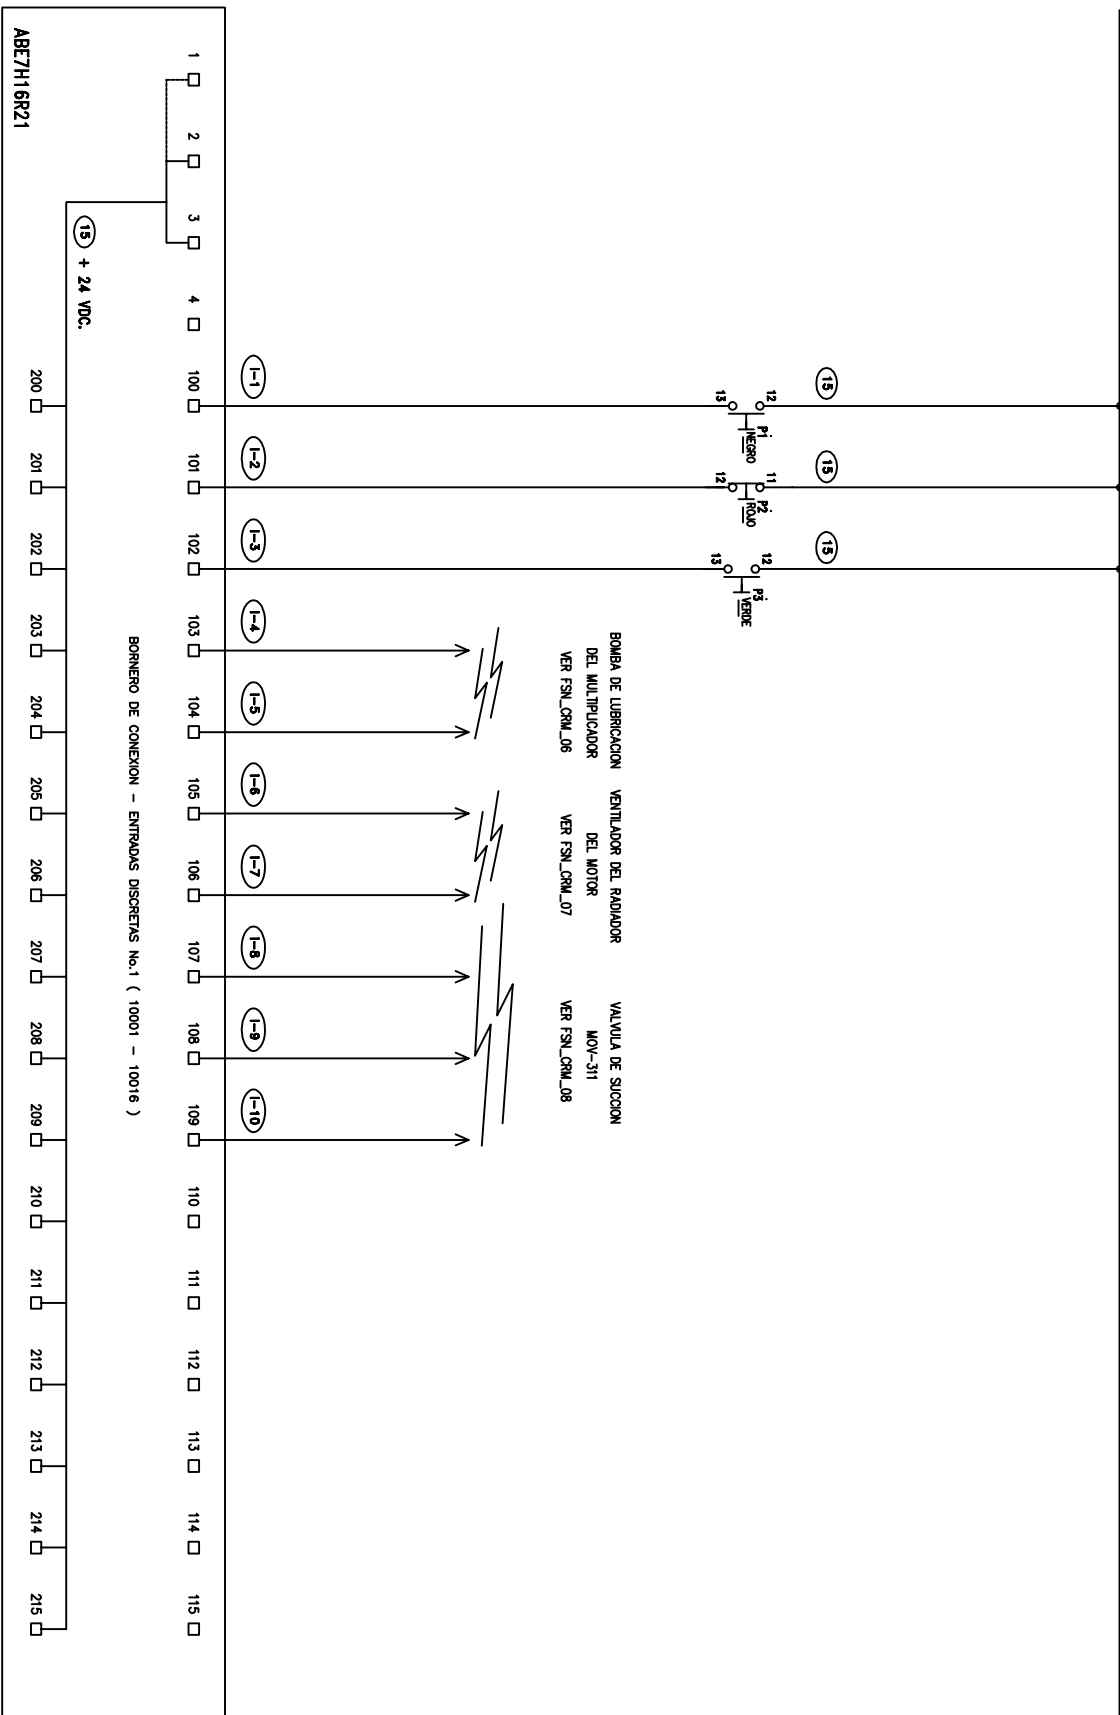 15
15
15
12
13
P1
NEGRO
11
12
P2
ROJO
12
13
P3
VERDE
BOMBA DE LUBRICACION
DEL MULTIPLICADOR
VER FSN_CRM_06
VENTILADOR DEL RADIADOR
DEL MOTOR
VER FSN_CRM_07
VALVULA DE SUCCION
MOV-311
VER FSN_CRM_08
I-1
I-2
I-3
I-4
I-5
I-6
I-7
I-8
I-9
I-10
1
2
3
4
100
101
102
103
104
105
106
107
108
109
110
111
112
113
114
115
BORNERO DE CONEXION - ENTRADAS DISCRETAS No.1 ( 10001 - 10016 )
15 + 24 VDC.
200
201
202
203
204
205
206
207
208
209
210
211
212
213
214
215
ABE7H16R21